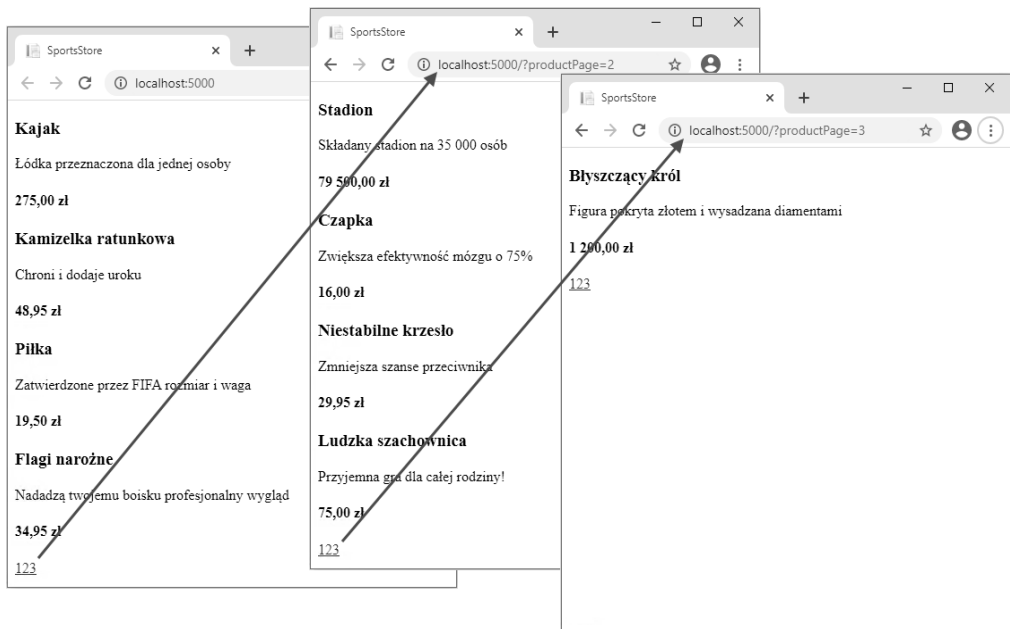 SportsStore
localhost:5000
Kajak
Łódka przeznaczona dla jednej osoby
275,00 zł
Kamizelka ratunkowa
Chroni i dodaje uroku
48,95 zł
Piłka
Zatwierdzone przez FIFA rozmiar i waga
19,50 zł
Flagi narożne
Nadadzą twojemu boisku profesjonalny wygląd
34,95 zł
123
SportsStore
localhost:5000/?productPage=2
Stadion
Składany stadion na 35 000 osób
79 500,00 zł
Czapka
Zwiększa efektywność mózgu o 75%
16,00 zł
Niestabilne krzesło
Zmniejsza szanse przeciwnika
29,95 zł
Ludzka szachownica
Przyjemna gra dla całej rodziny!
75,00 zł
123
SportsStore
localhost:5000/?productPage=3
Błyszczący król
Figura pokryta złotem i wysadzana diamentami
1 200,00 zł
123